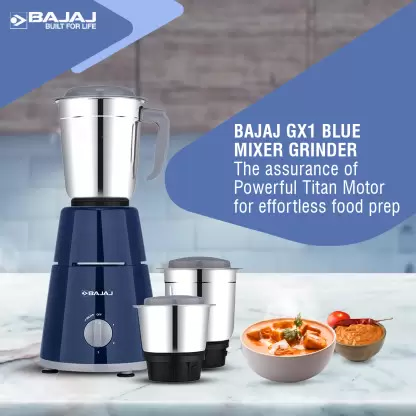 BAJAJ
BUILT FOR LIFE
BAJAJ GX1 BLUE
MIXER GRINDER
The assurance of
Powerful Titan Motor
for effortless food prep
BAJAJ